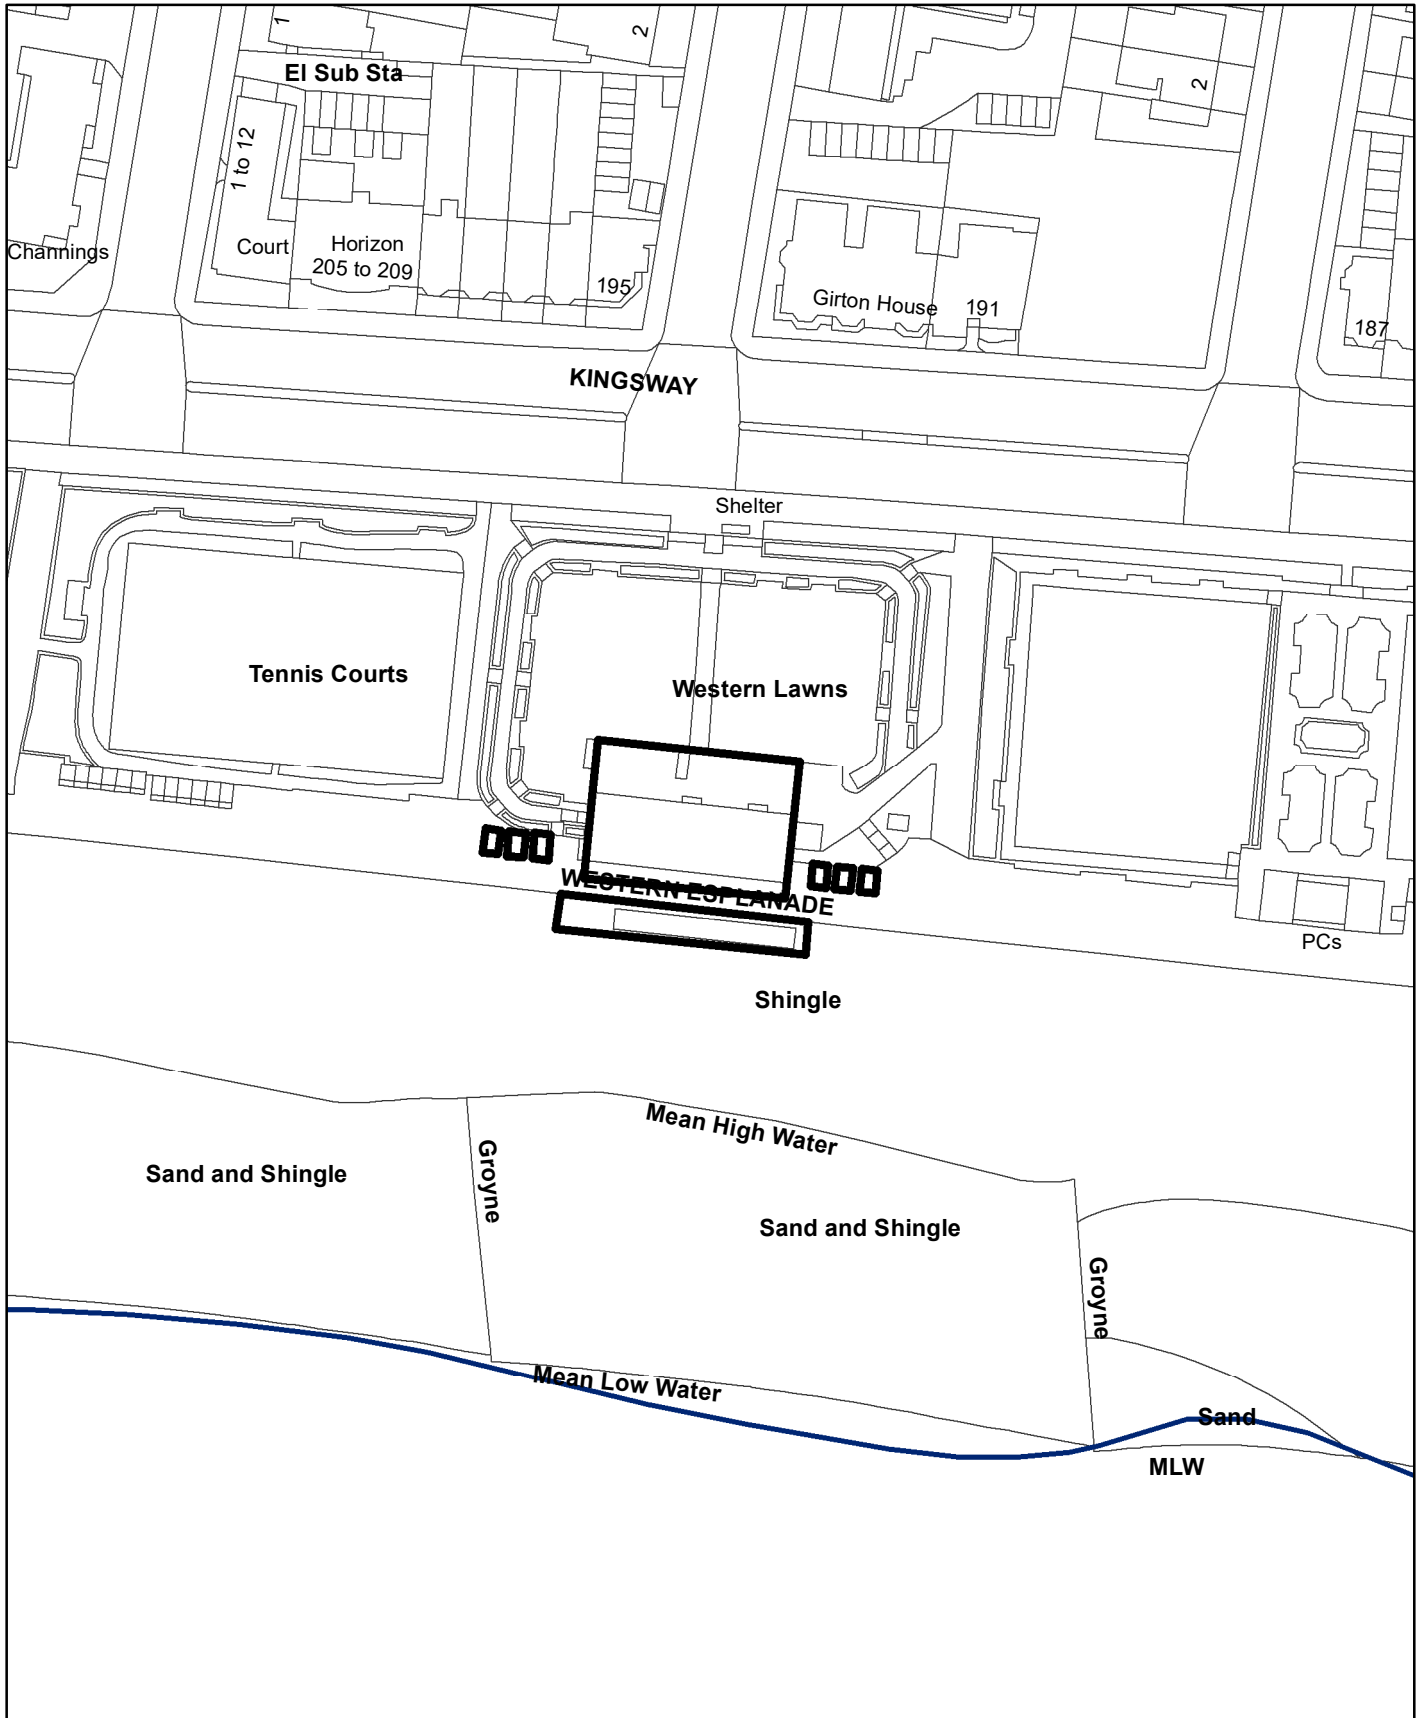 1
2
El Sub Sta
2
1 to 12
Channings
Court
Horizon
205 to 209
195
Girton House
191
187
KINGSWAY
Shelter
Tennis Courts
Western Lawns
WESTERN ESPLANADE
PCs
Shingle
Mean High Water
Groyne
Sand and Shingle
Sand and Shingle
Groyne
Mean Low Water
Sand
MLW